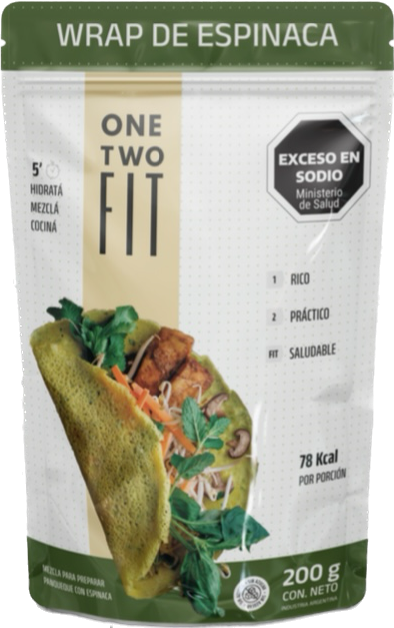 WRAP DE ESPINACA
ONE
TWO
FIT
5'
HIDRATÁ
MEZCLÁ
COCINÁ
EXCESO EN
SODIO
Ministerio
de Salud
1 RICO
2 PRÁCTICO
FIT SALUDABLE
78 Kcal
POR PORCIÓN
MEZCLA PARA PREPARAR
PANQUEQUE CON ESPINACA
200 g
CON. NETO
INDUSTRIA ARGENTINA